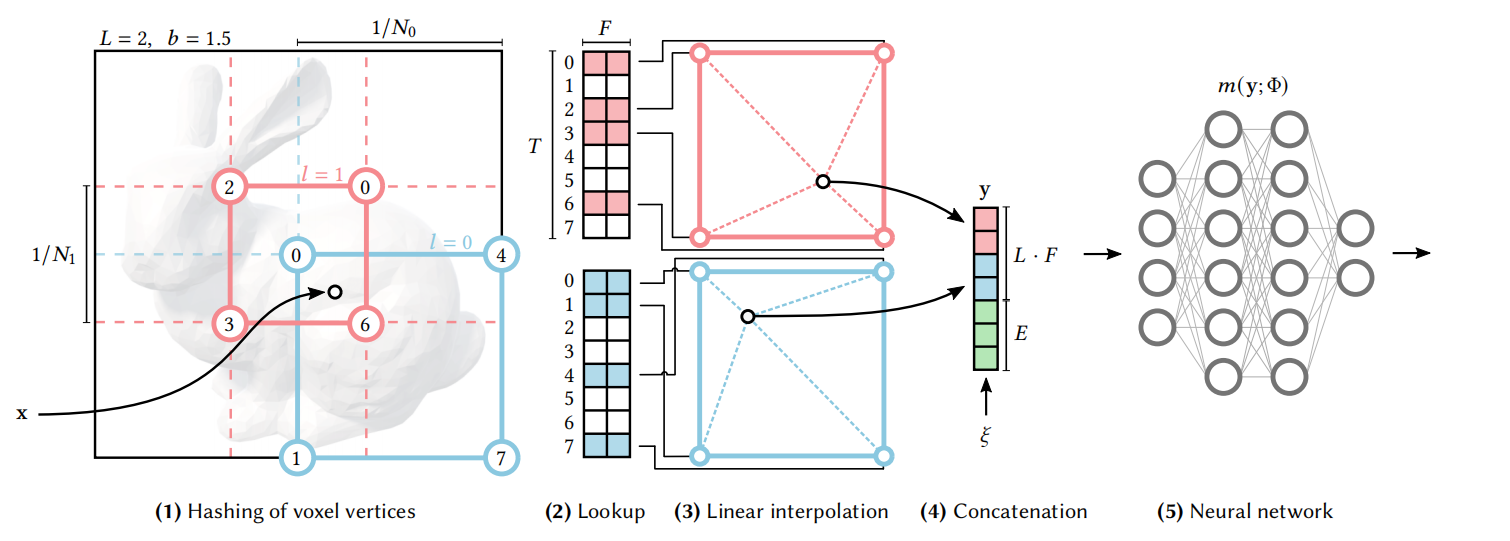 L = 2, b = 1.5
1/N₀
l = 1
2
0
1/N₁
l = 0
0
4
3
6
x
1
7
F
T
0
1
2
3
4
5
6
7
0
1
2
3
4
5
6
7
y
L · F
E
ξ
m(y; Φ)
(1) Hashing of voxel vertices
(2) Lookup
(3) Linear interpolation
(4) Concatenation
(5) Neural network